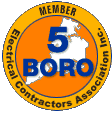 MEMBER
5
BORO
Electrical Contractors Association Inc.